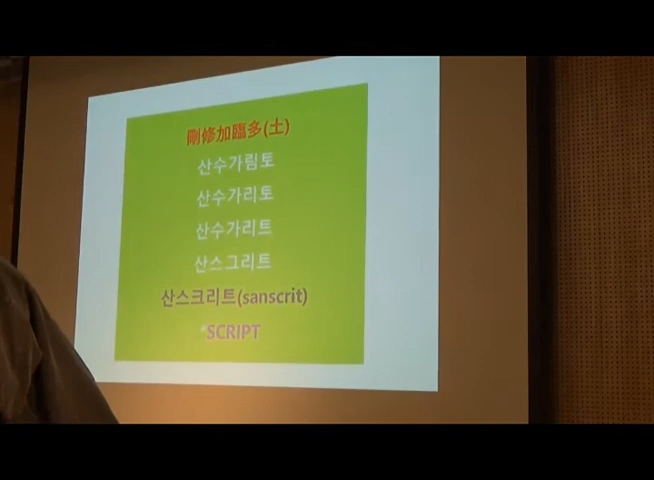 刪修加臨多(土)
산수가림토
산수가리토
산수가리트
산스그리트
산스크리트(sanscrit)
*SCRIPT